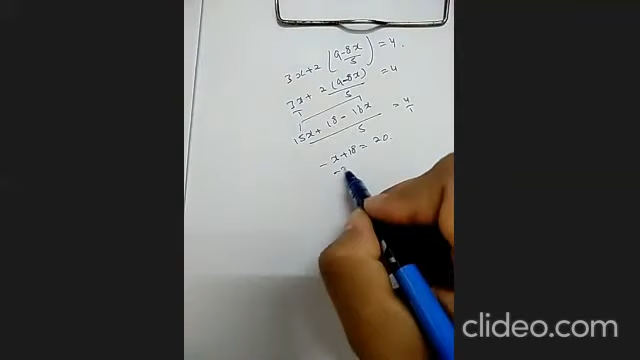 3x+2 (9-8x/5) = 4.
3x/1 + 2(9-8x)/5 = 4
15x + 18 - 16x/5 = 4/1
- x+18 = 20.
clideo.com